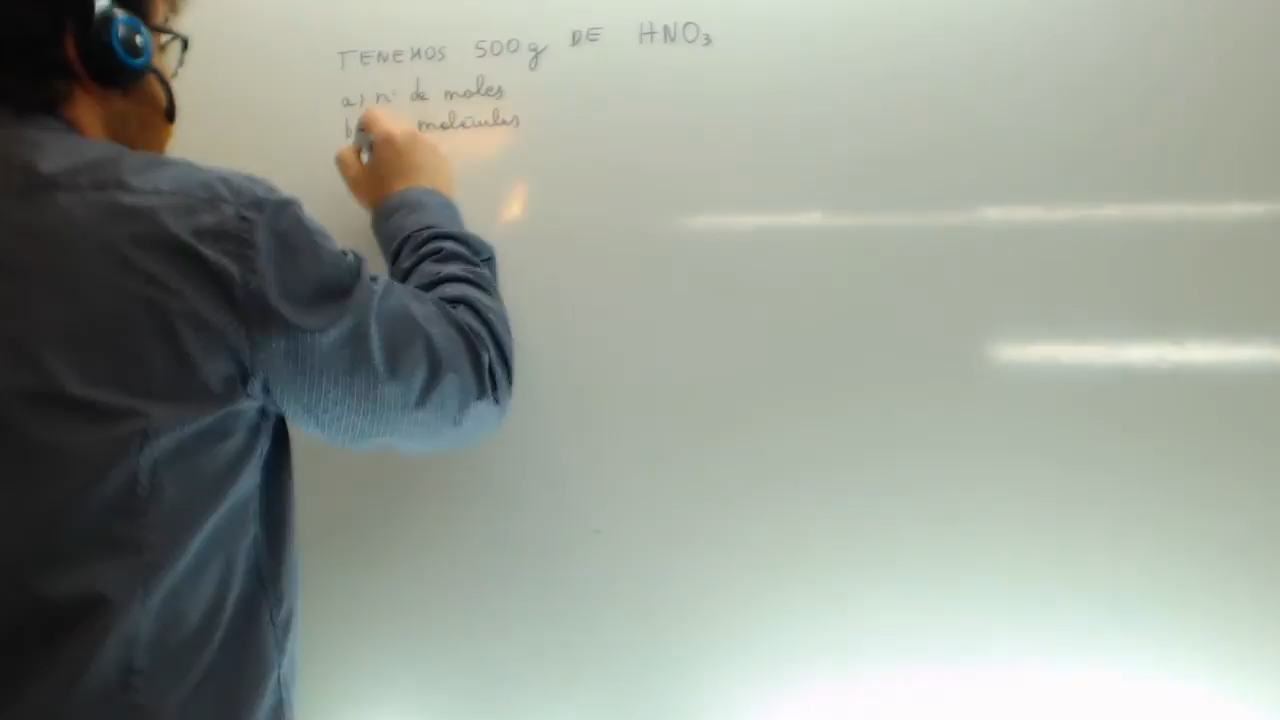 TENEMOS 500g DE HNO₃
a) nº de moles
b) moléculas